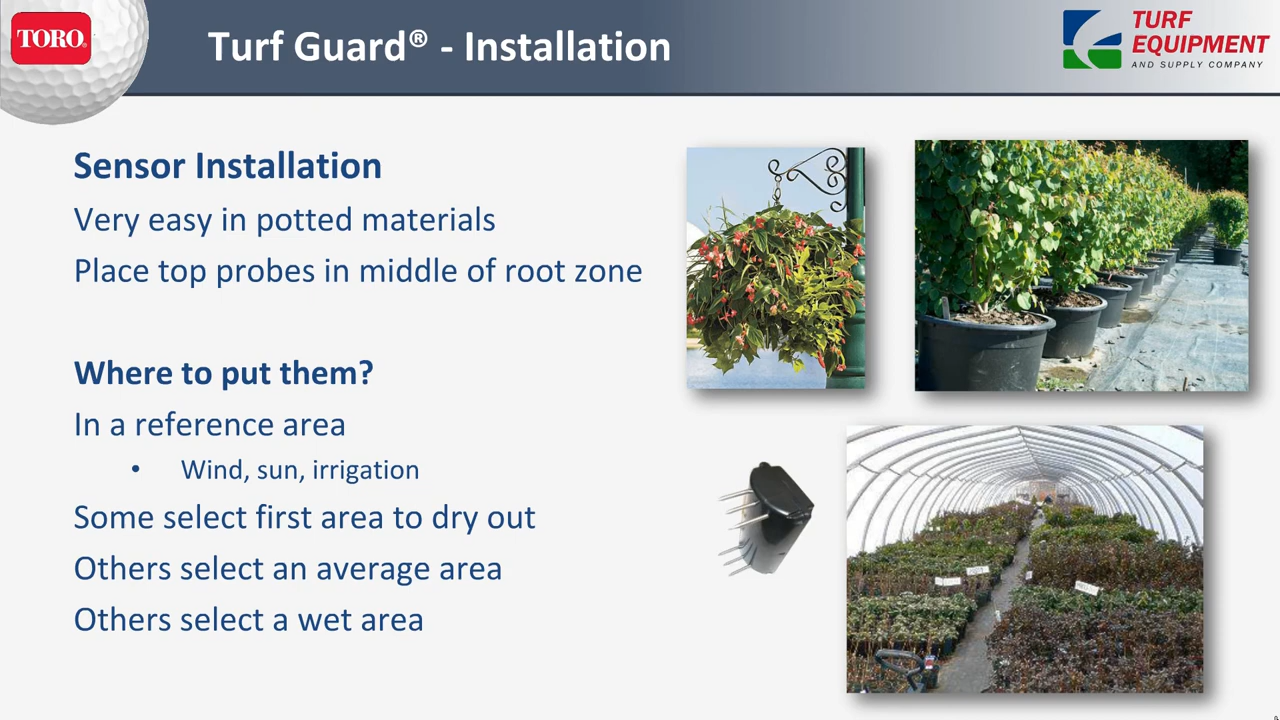 TORO
Turf Guard® - Installation
TURF
EQUIPMENT
AND SUPPLY COMPANY
Sensor Installation
Very easy in potted materials
Place top probes in middle of root zone
Where to put them?
In a reference area
• Wind, sun, irrigation
Some select first area to dry out
Others select an average area
Others select a wet area